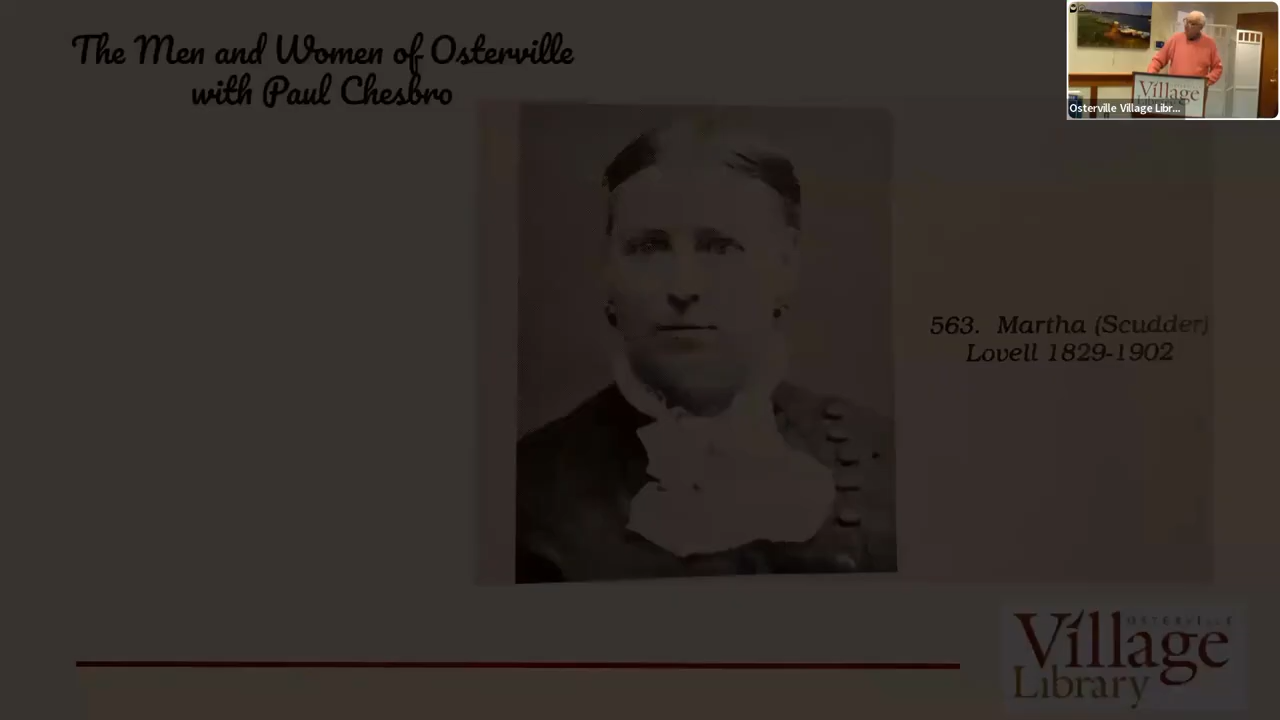 The Men and Women of Osterville
with Paul Chesbro
Village
Osterville Village Libr...
563. Martha (Scudder)
Lovell 1829-1902
OSTERVILLE
Village
Library